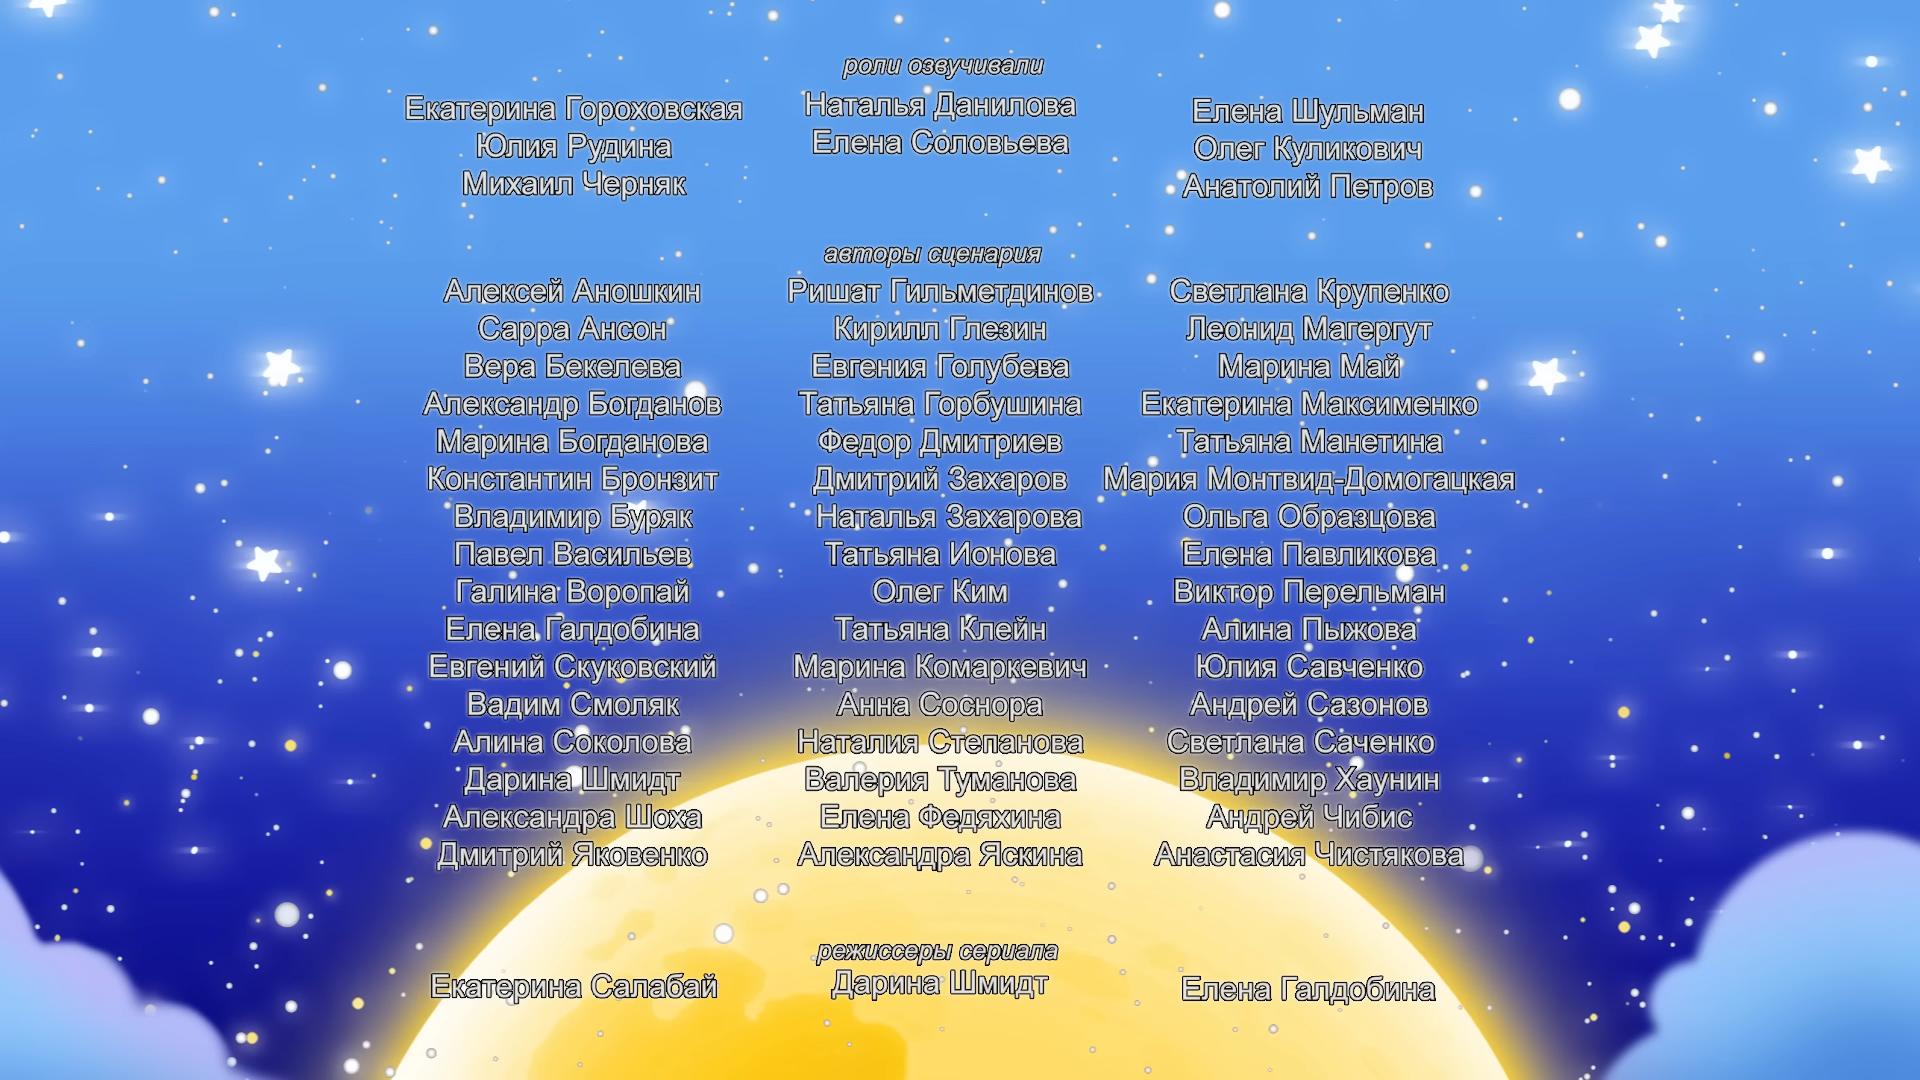 роли озвучивали
Екатерина Гороховская
Юлия Рудина
Михаил Черняк
Наталья Данилова
Елена Соловьева
Елена Шульман
Олег Куликович
Анатолий Петров
авторы сценария
Алексей Аношкин
Сарра Ансон
Вера Бекелева
Александр Богданов
Марина Богданова
Константин Бронзит
Владимир Буряк
Павел Васильев
Галина Воропай
Елена Галдобина
Евгений Скуковский
Вадим Смоляк
Алина Соколова
Дарина Шмидт
Александра Шоха
Дмитрий Яковенко
Ришат Гильметдинов
Кирилл Глезин
Евгения Голубева
Татьяна Горбушина
Федор Дмитриев
Дмитрий Захаров
Наталья Захарова
Татьяна Ионова
Олег Ким
Татьяна Клейн
Марина Комаркевич
Анна Соснора
Наталия Степанова
Валерия Туманова
Елена Федяхина
Александра Яскина
Светлана Крупенко
Леонид Магергут
Марина Май
Екатерина Максименко
Татьяна Манетина
Мария Монтвид-Домогацкая
Ольга Образцова
Елена Павликова
Виктор Перельман
Алина Пыжова
Юлия Савченко
Андрей Сазонов
Светлана Саченко
Владимир Хаунин
Андрей Чибис
Анастасия Чистякова
режиссеры сериала
Екатерина Салабай
Дарина Шмидт
Елена Галдобина